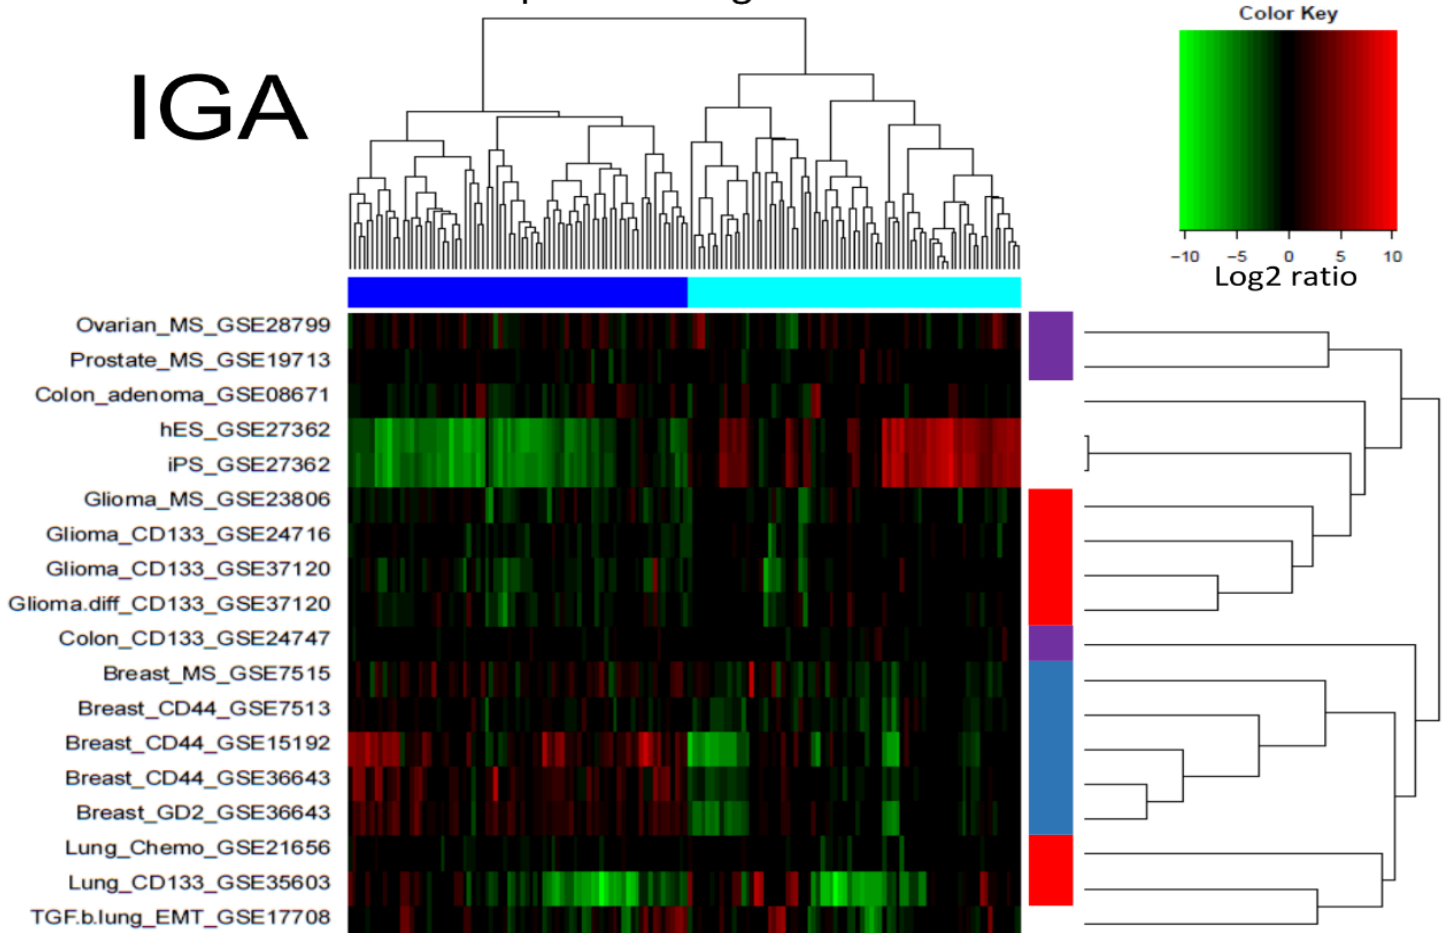 Color Key
IGA
−10 −5 0 5 10
Log2 ratio
Ovarian_MS_GSE28799
Prostate_MS_GSE19713
Colon_adenoma_GSE08671
hES_GSE27362
iPS_GSE27362
Glioma_MS_GSE23806
Glioma_CD133_GSE24716
Glioma_CD133_GSE37120
Glioma.diff_CD133_GSE37120
Colon_CD133_GSE24747
Breast_MS_GSE7515
Breast_CD44_GSE7513
Breast_CD44_GSE15192
Breast_CD44_GSE36643
Breast_GD2_GSE36643
Lung_Chemo_GSE21656
Lung_CD133_GSE35603
TGF.b.lung_EMT_GSE17708